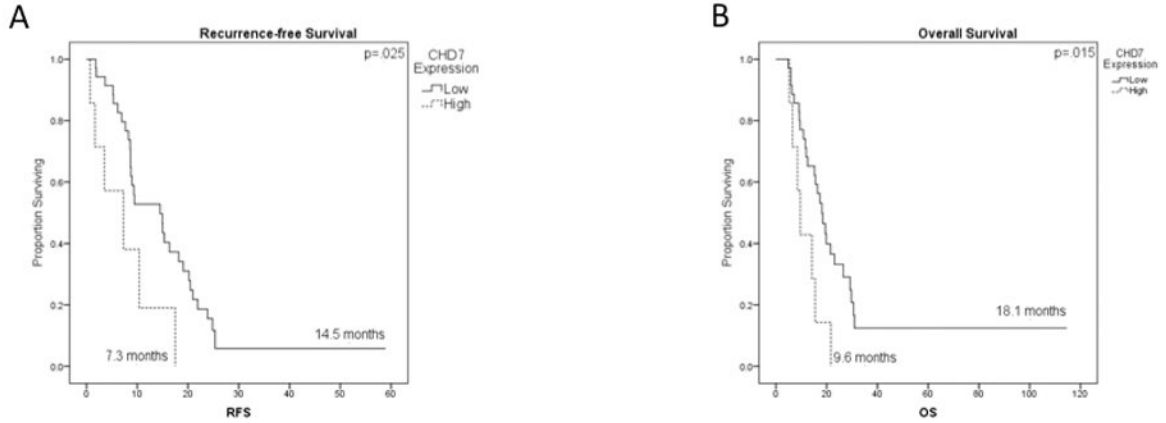 A
Recurrence-free Survival
p=.025
CHD7
Expression
Low
High
Proportion Surviving
1.0
0.8
0.6
0.4
0.2
0.0
14.5 months
7.3 months
0 10 20 30 40 50 60
RFS
B
Overall Survival
p=.015
CHD7
Expression
Low
High
Proportion Surviving
1.0
0.8
0.6
0.4
0.2
0.0
18.1 months
9.6 months
0 20 40 60 80 100 120
OS